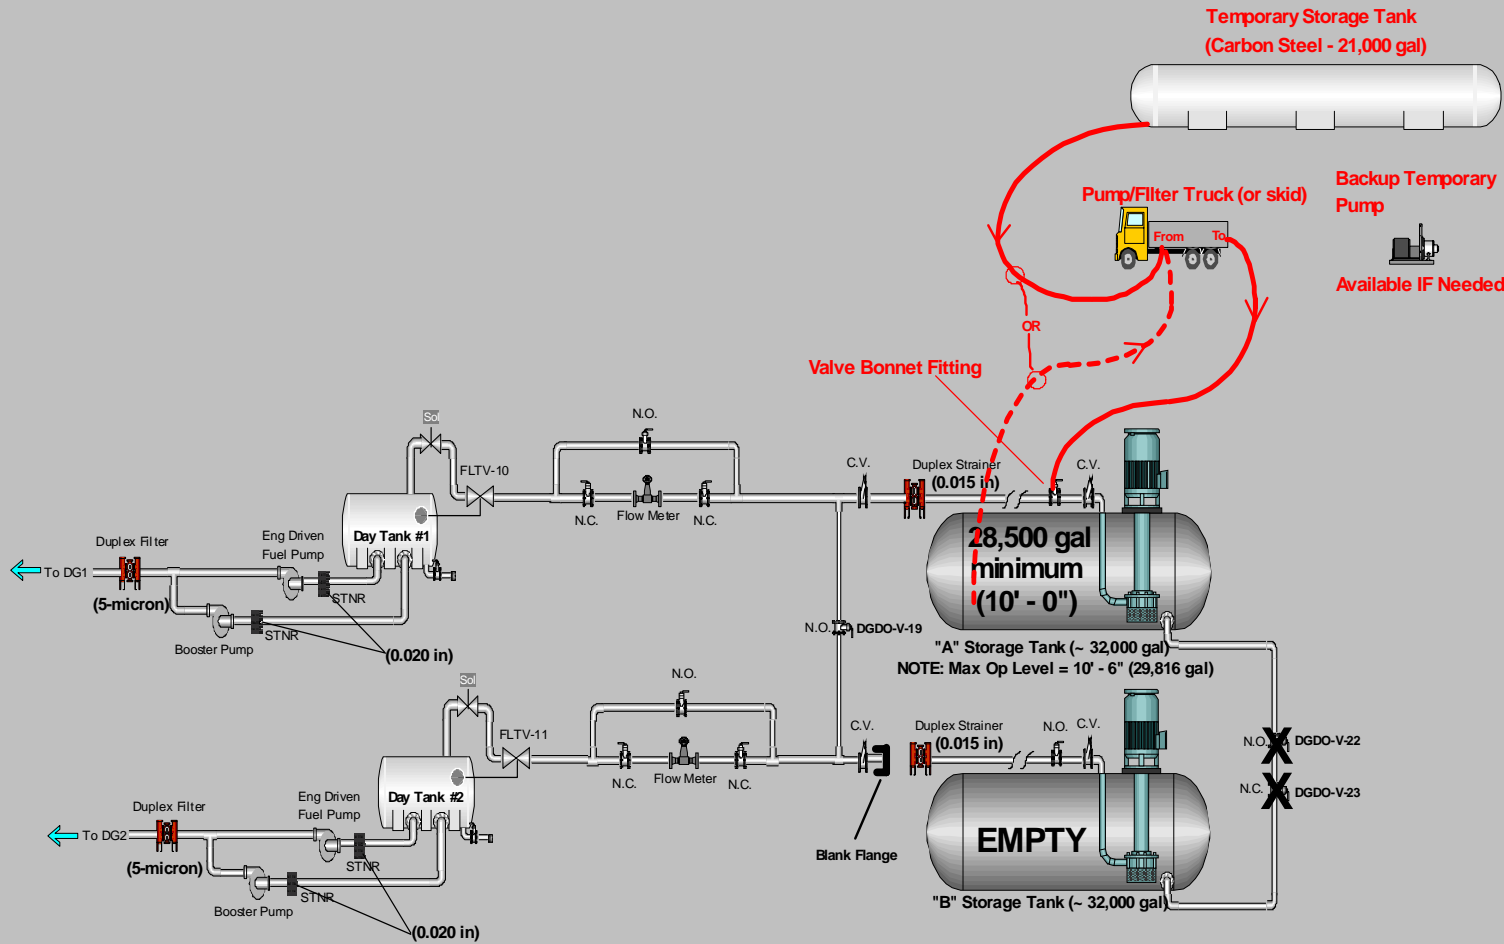 Temporary Storage Tank
(Carbon Steel - 21,000 gal)
Pump/FIlter Truck (or skid)
Backup Temporary
Pump
From
To
Available IF Needed
OR
Valve Bonnet Fitting
Sol
N.O.
FLTV-10
C.V.
Duplex Strainer
(0.015 in)
C.V.
N.C.
Flow Meter
N.C.
Day Tank #1
Eng Driven
Fuel Pump
Duplex Filter
To DG1
(5-micron)
STNR
STNR
Booster Pump
(0.020 in)
28,500 gal
minimum
(10' - 0")
N.O.
DGDO-V-19
"A" Storage Tank (~ 32,000 gal)
NOTE: Max Op Level = 10' - 6" (29,816 gal)
Sol
N.O.
FLTV-11
C.V.
Duplex Strainer
(0.015 in)
N.O.
C.V.
N.O.
DGDO-V-22
N.C.
Flow Meter
N.C.
N.C.
DGDO-V-23
Day Tank #2
Eng Driven
Fuel Pump
Duplex Filter
To DG2
(5-micron)
STNR
STNR
Booster Pump
(0.020 in)
Blank Flange
EMPTY
"B" Storage Tank (~ 32,000 gal)